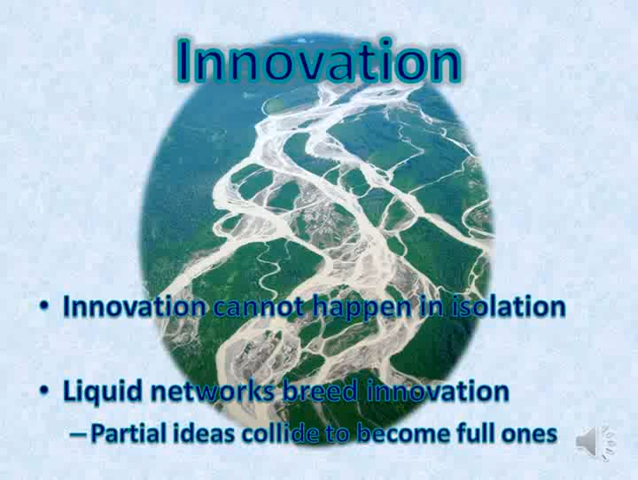 Innovation
• Innovation cannot happen in isolation
• Liquid networks breed innovation
– Partial ideas collide to become full ones